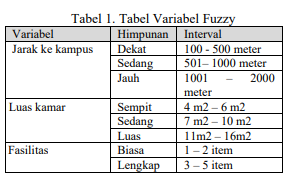 Tabel 1. Tabel Variabel Fuzzy
Variabel Himpunan Interval
Jarak ke kampus Dekat 100 - 500 meter
Sedang 501– 1000 meter
Jauh 1001 – 2000
meter
Luas kamar Sempit 4 m2 – 6 m2
Sedang 7 m2 – 10 m2
Luas 11m2 – 16m2
Fasilitas Biasa 1 – 2 item
Lengkap 3 – 5 item